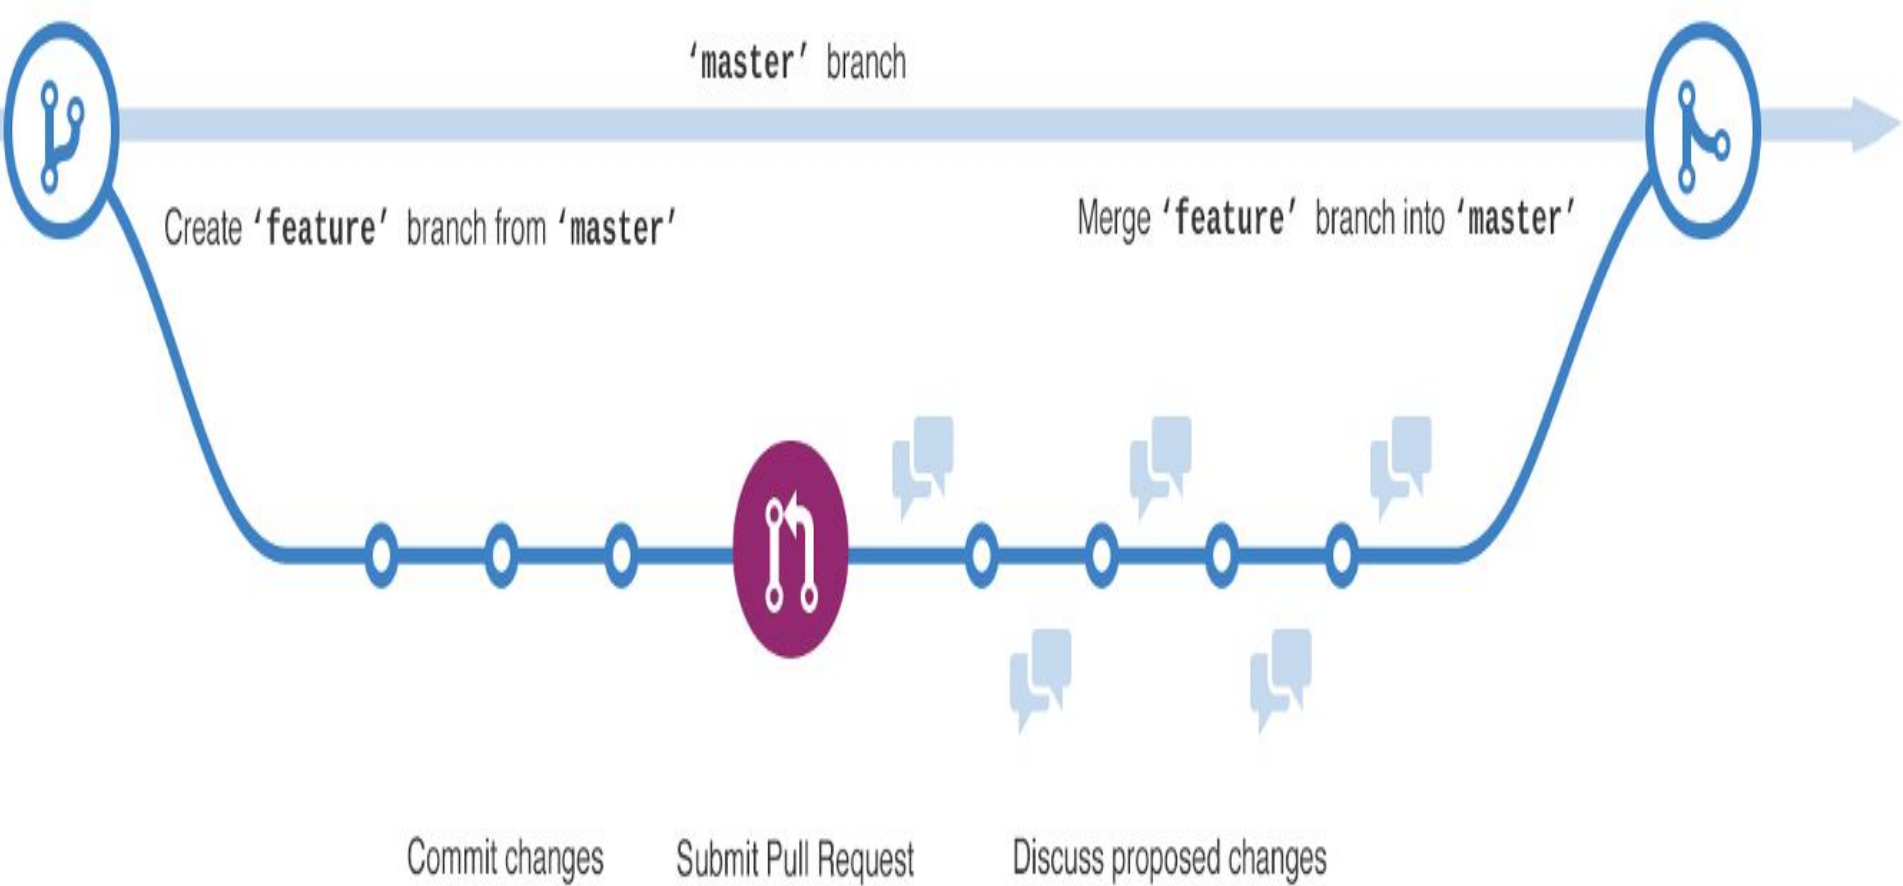 ‘master’ branch
Create ‘feature’ branch from ‘master’
Merge ‘feature’ branch into ‘master’
Commit changes
Submit Pull Request
Discuss proposed changes